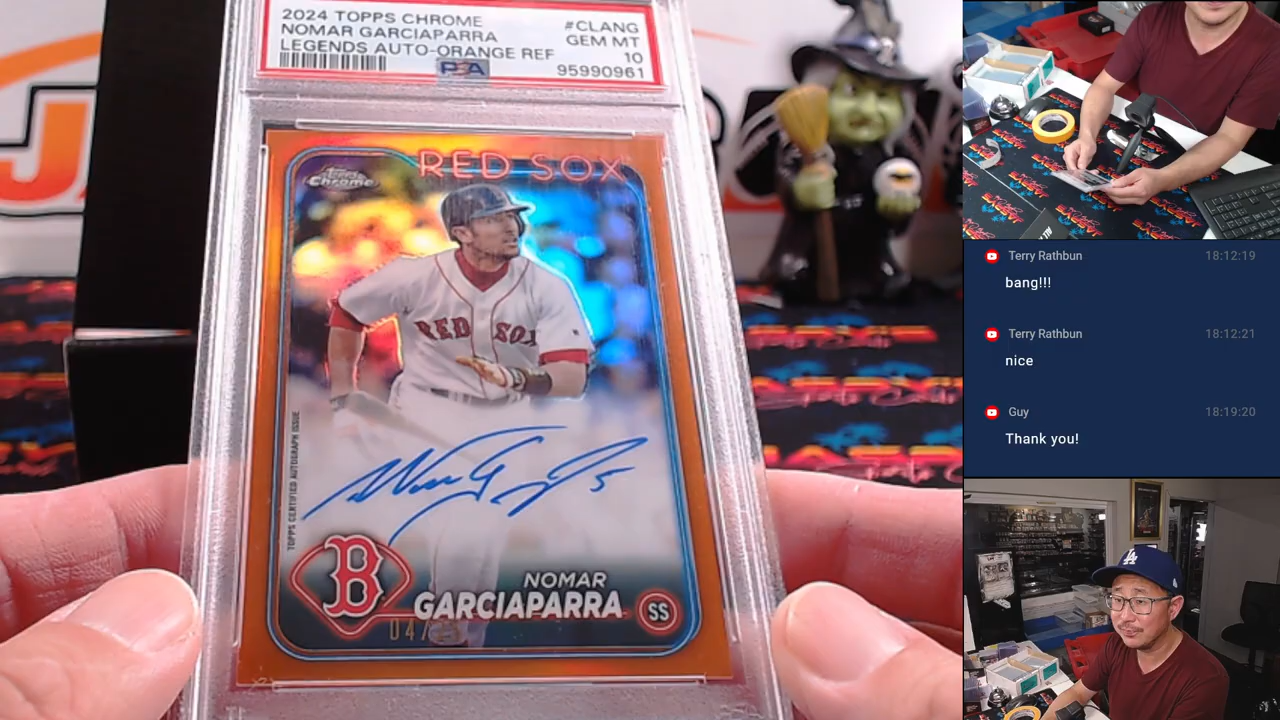 2024 TOPPS CHROME #CLANG
NOMAR GARCIAPARRA GEM MT
LEGENDS AUTO-ORANGE REF 10
PSA 95990961
RED SOX
Topps Chrome
RED SOX
TOPPS CERTIFIED AUTOGRAPH ISSUE
B
NOMAR
GARCIAPARRA SS
Terry Rathbun 18:12:19
bang!!!
Terry Rathbun 18:12:21
nice
Guy 18:19:20
Thank you!
LA